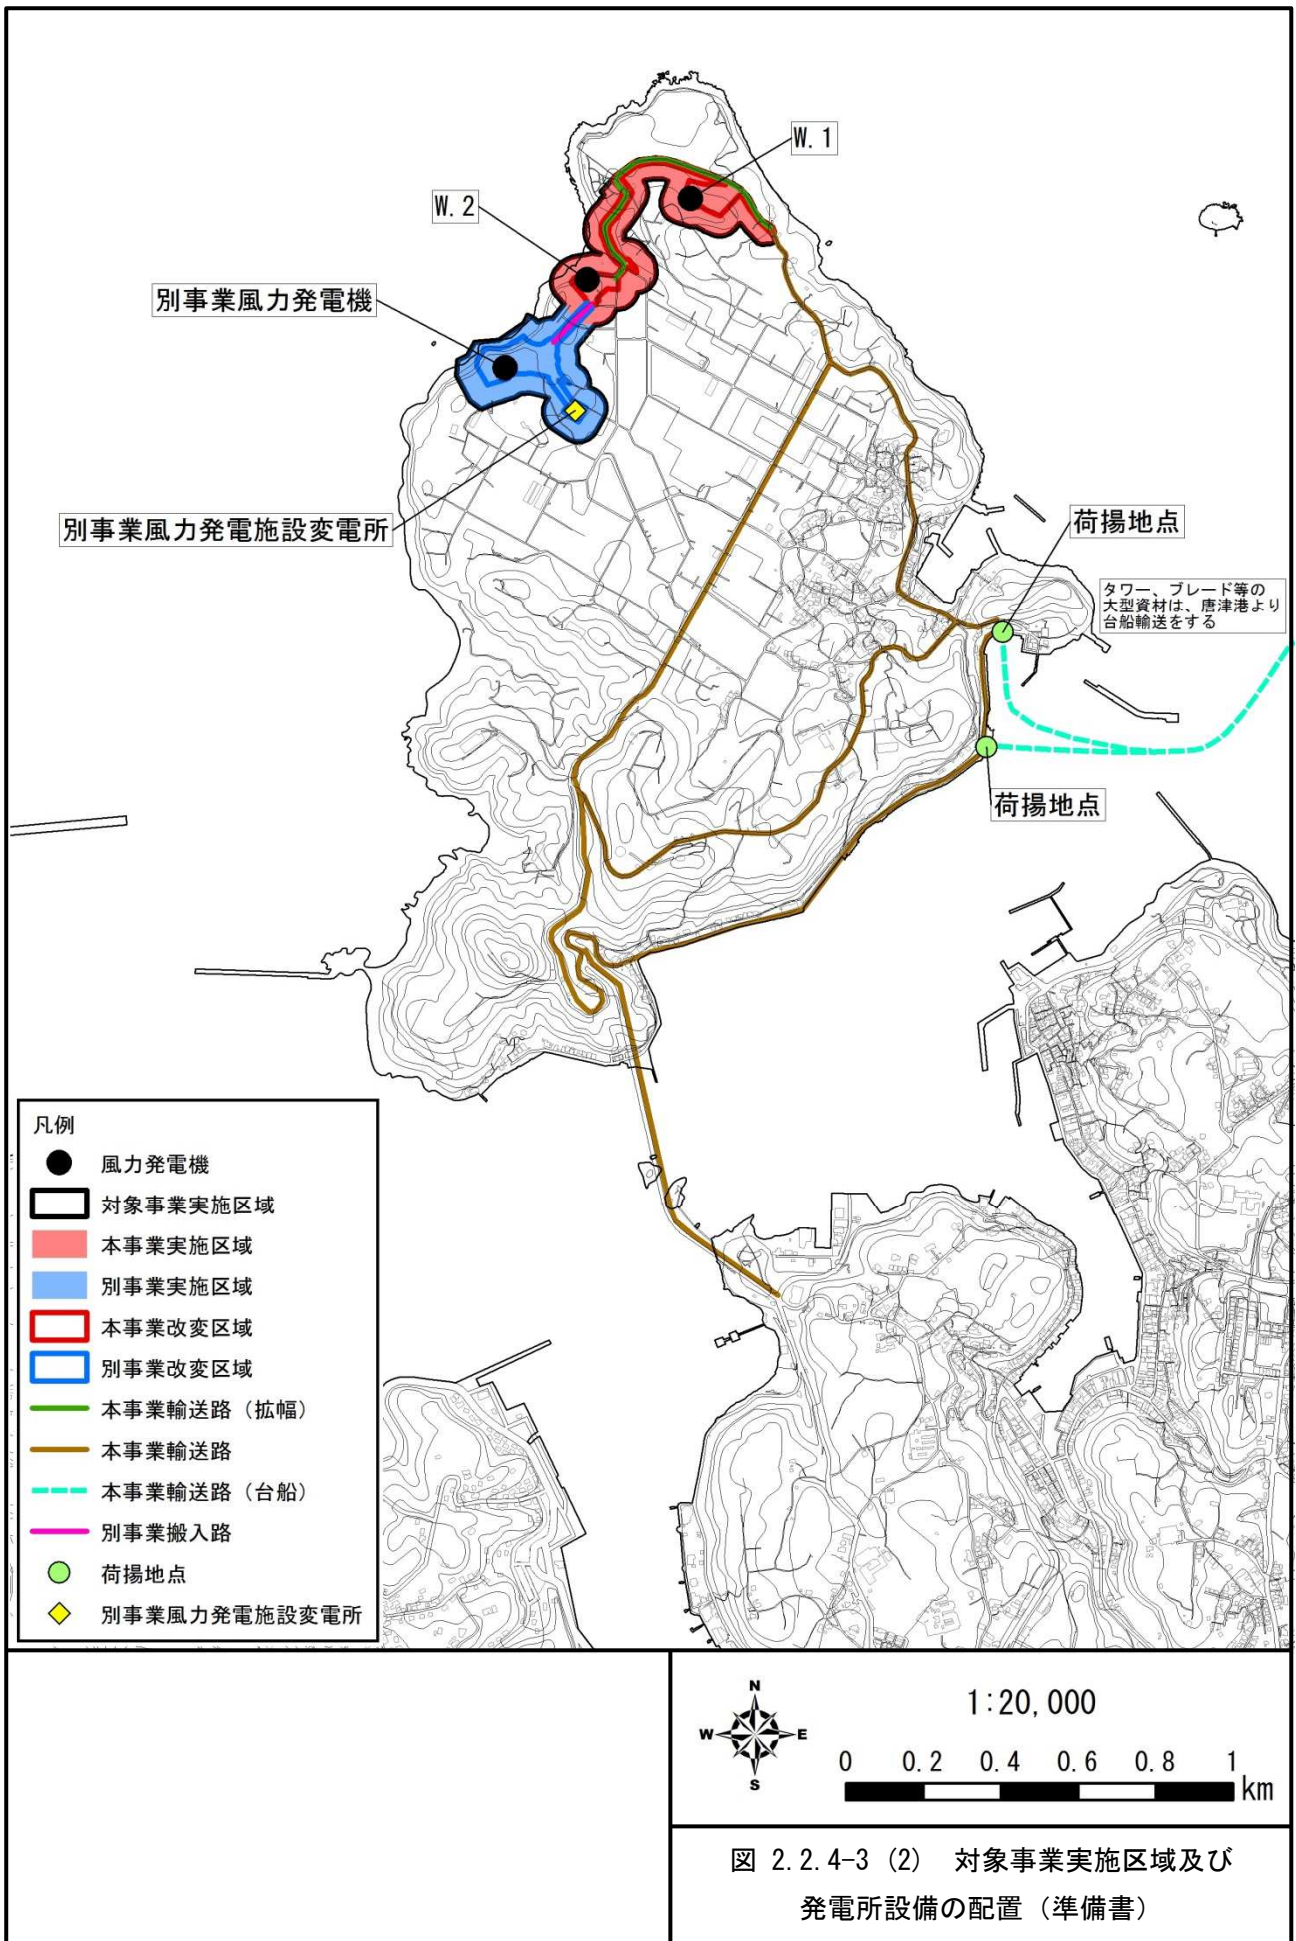 W. 1
W. 2
別事業風力発電機
別事業風力発電施設変電所
荷揚地点
タワー、ブレード等の
大型資材は、唐津港より
台船輸送をする
荷揚地点
凡例
風力発電機
対象事業実施区域
本事業実施区域
別事業実施区域
本事業改変区域
別事業改変区域
本事業輸送路（拡幅）
本事業輸送路
本事業輸送路（台船）
別事業搬入路
荷揚地点
別事業風力発電施設変電所
N
W E
S
1:20,000
0 0.2 0.4 0.6 0.8 1
km
図 2.2.4-3 (2) 対象事業実施区域及び
発電所設備の配置（準備書）